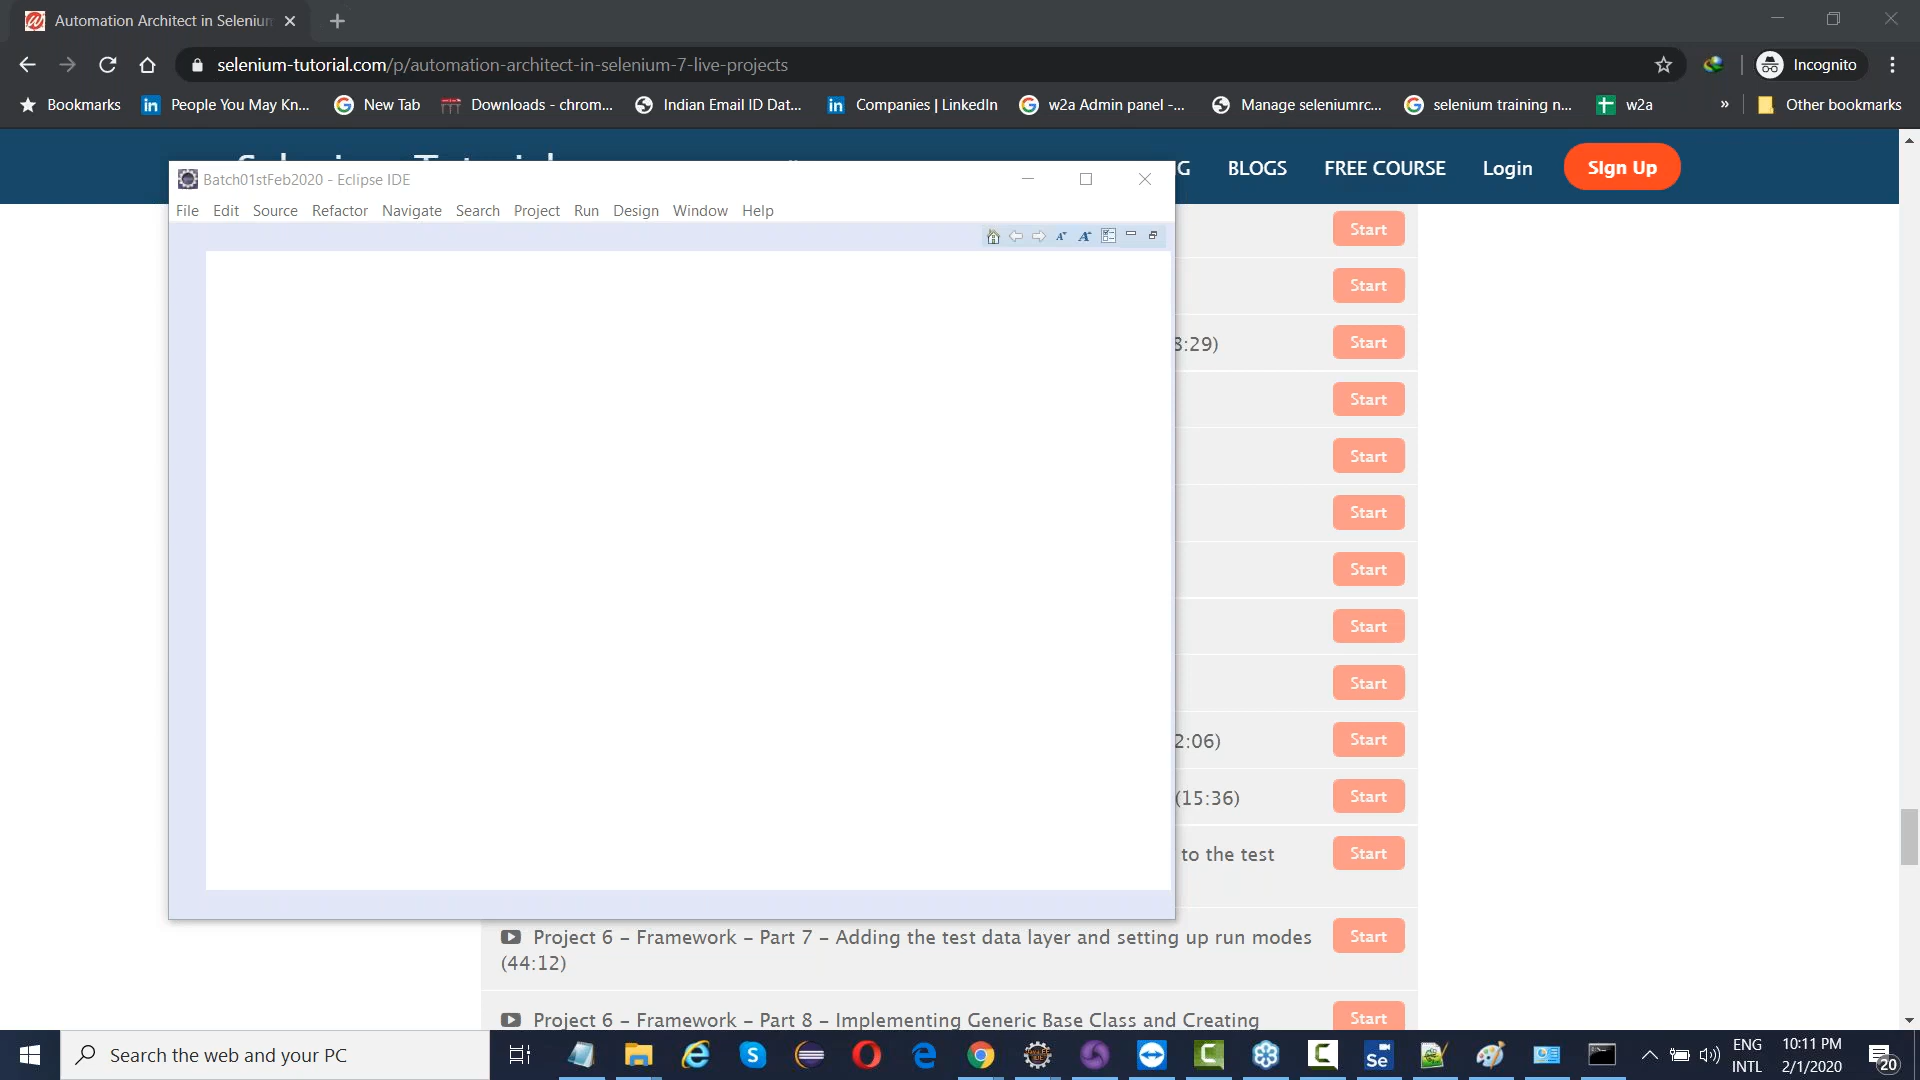 Automation Architect in Selenium
selenium-tutorial.com/p/automation-architect-in-selenium-7-live-projects
Incognito
Bookmarks
People You May Kn...
New Tab
Downloads - chrom...
Indian Email ID Dat...
Companies | LinkedIn
w2a Admin panel -...
Manage seleniumrc...
selenium training n...
w2a
»
Other bookmarks
G
BLOGS
FREE COURSE
Login
Sign Up
Batch01stFeb2020 - Eclipse IDE
File Edit Source Refactor Navigate Search Project Run Design Window Help
Start
Start
8:29)
Start
Start
Start
Start
Start
Start
Start
2:06)
Start
(15:36)
Start
to the test
Start
Project 6 – Framework – Part 7 – Adding the test data layer and setting up run modes
(44:12)
Start
Project 6 – Framework – Part 8 – Implementing Generic Base Class and Creating
Start
Search the web and your PC
ENG
INTL
10:11 PM
2/1/2020
20